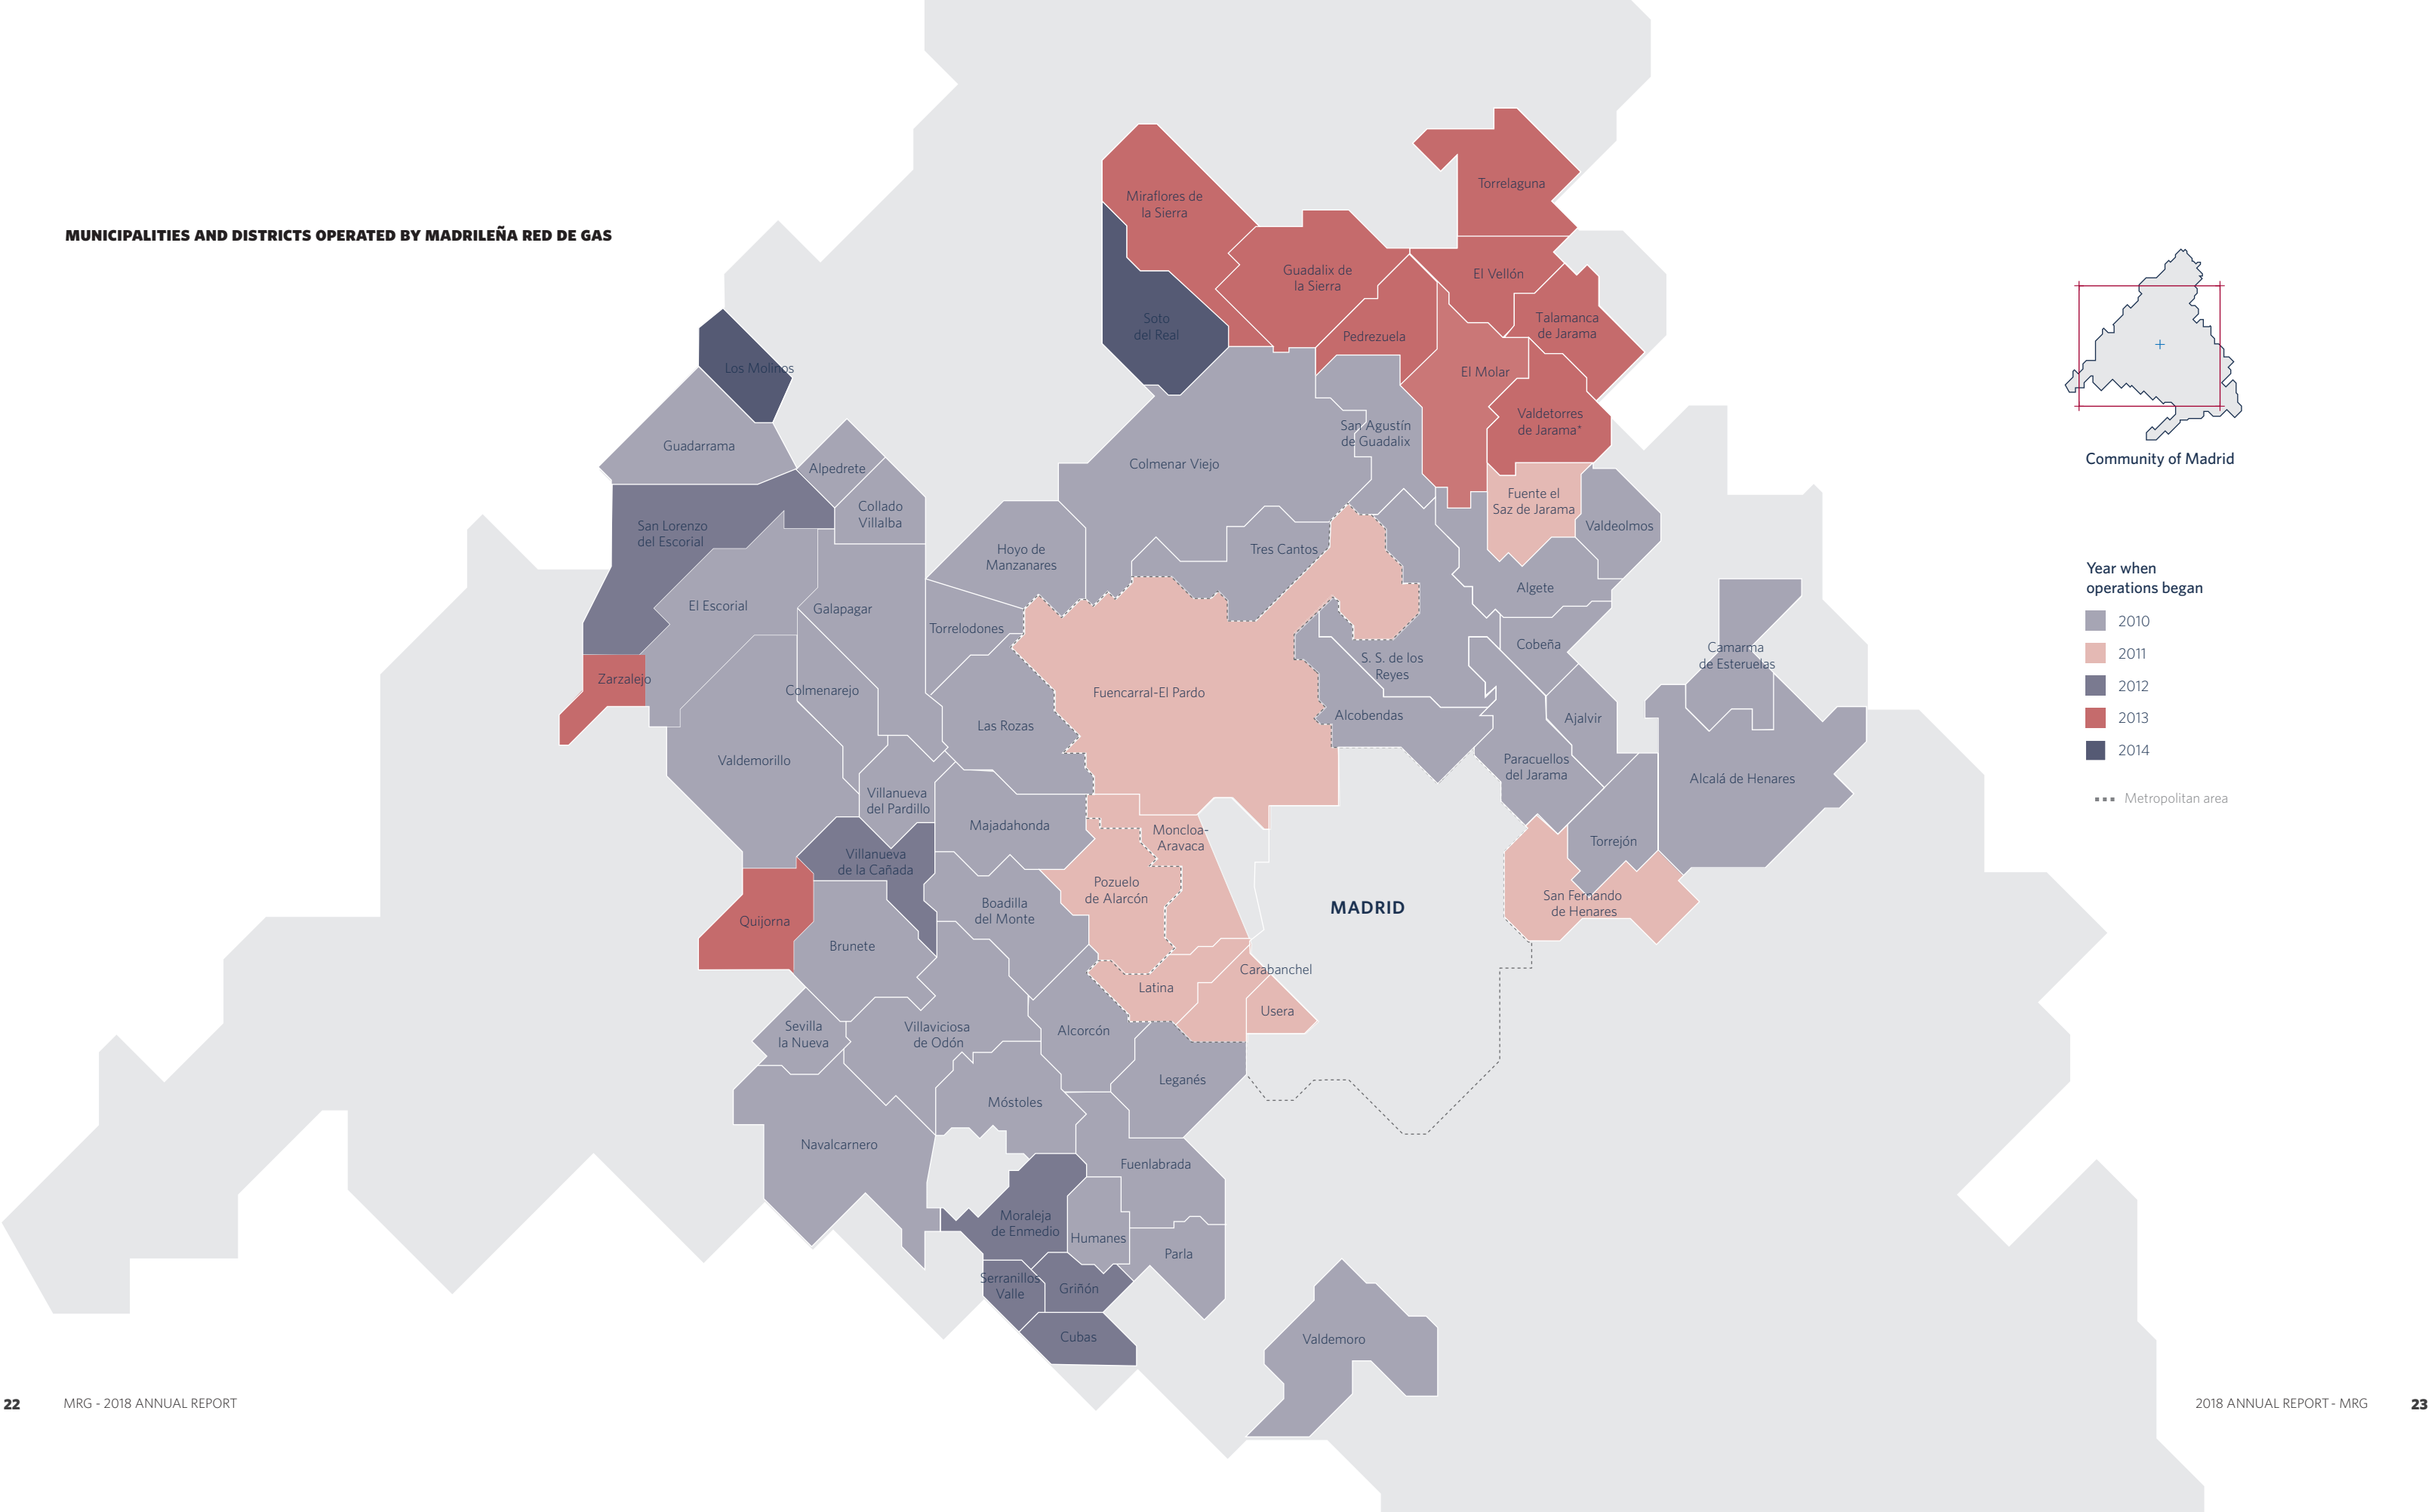 MUNICIPALITIES AND DISTRICTS OPERATED BY MADRILEÑA RED DE GAS
Miraflores de
la Sierra
Torrelaguna
Guadalix de
la Sierra
El Vellón
Soto
del Real
Pedrezuela
Talamanca
de Jarama
Los Molinos
El Molar
Valdetorres
de Jarama*
Guadarrama
Alpedrete
San Agustín
de Guadalix
Colmenar Viejo
Collado
Villalba
Fuente el
Saz de Jarama
San Lorenzo
del Escorial
Valdeolmos
Hoyo de
Manzanares
Tres Cantos
Algete
El Escorial
Galapagar
Torrelodones
Cobeña
Camarma
de Esteruelas
S. S. de los
Reyes
Zarzalejo
Colmenarejo
Fuencarral-El Pardo
Las Rozas
Alcobendas
Ajalvir
Valdemorillo
Paracuellos
del Jarama
Alcalá de Henares
Villanueva
del Pardillo
Majadahonda
Moncloa-
Aravaca
Torrejón
Villanueva
de la Cañada
Pozuelo
de Alarcón
San Fernando
de Henares
Boadilla
del Monte
MADRID
Quijorna
Brunete
Carabanchel
Latina
Usera
Sevilla
la Nueva
Villaviciosa
de Odón
Alcorcón
Leganés
Móstoles
Navalcarnero
Fuenlabrada
Moraleja
de Enmedio
Humanes
Parla
Serranillos
Valle
Griñón
Cubas
Valdemoro
Community of Madrid
Year when
operations began
2010
2011
2012
2013
2014
Metropolitan area
22 MRG - 2018 ANNUAL REPORT
2018 ANNUAL REPORT - MRG 23